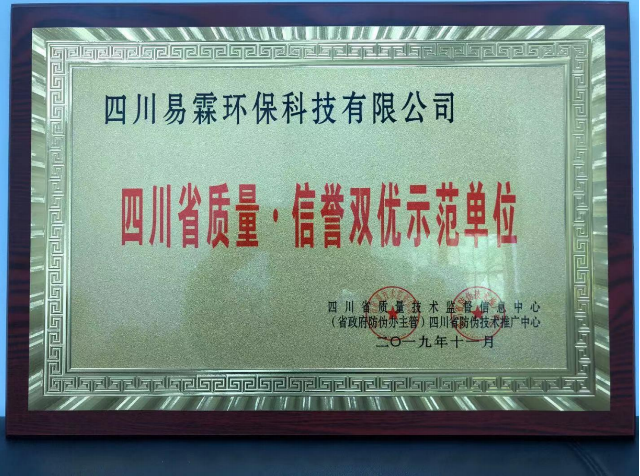 四川易霖环保科技有限公司
四川省质量·信誉双优示范单位
四川省质量技术监督信息中心
(省政府防伪办主管)四川省防伪技术推广中心
二〇一九年十一月